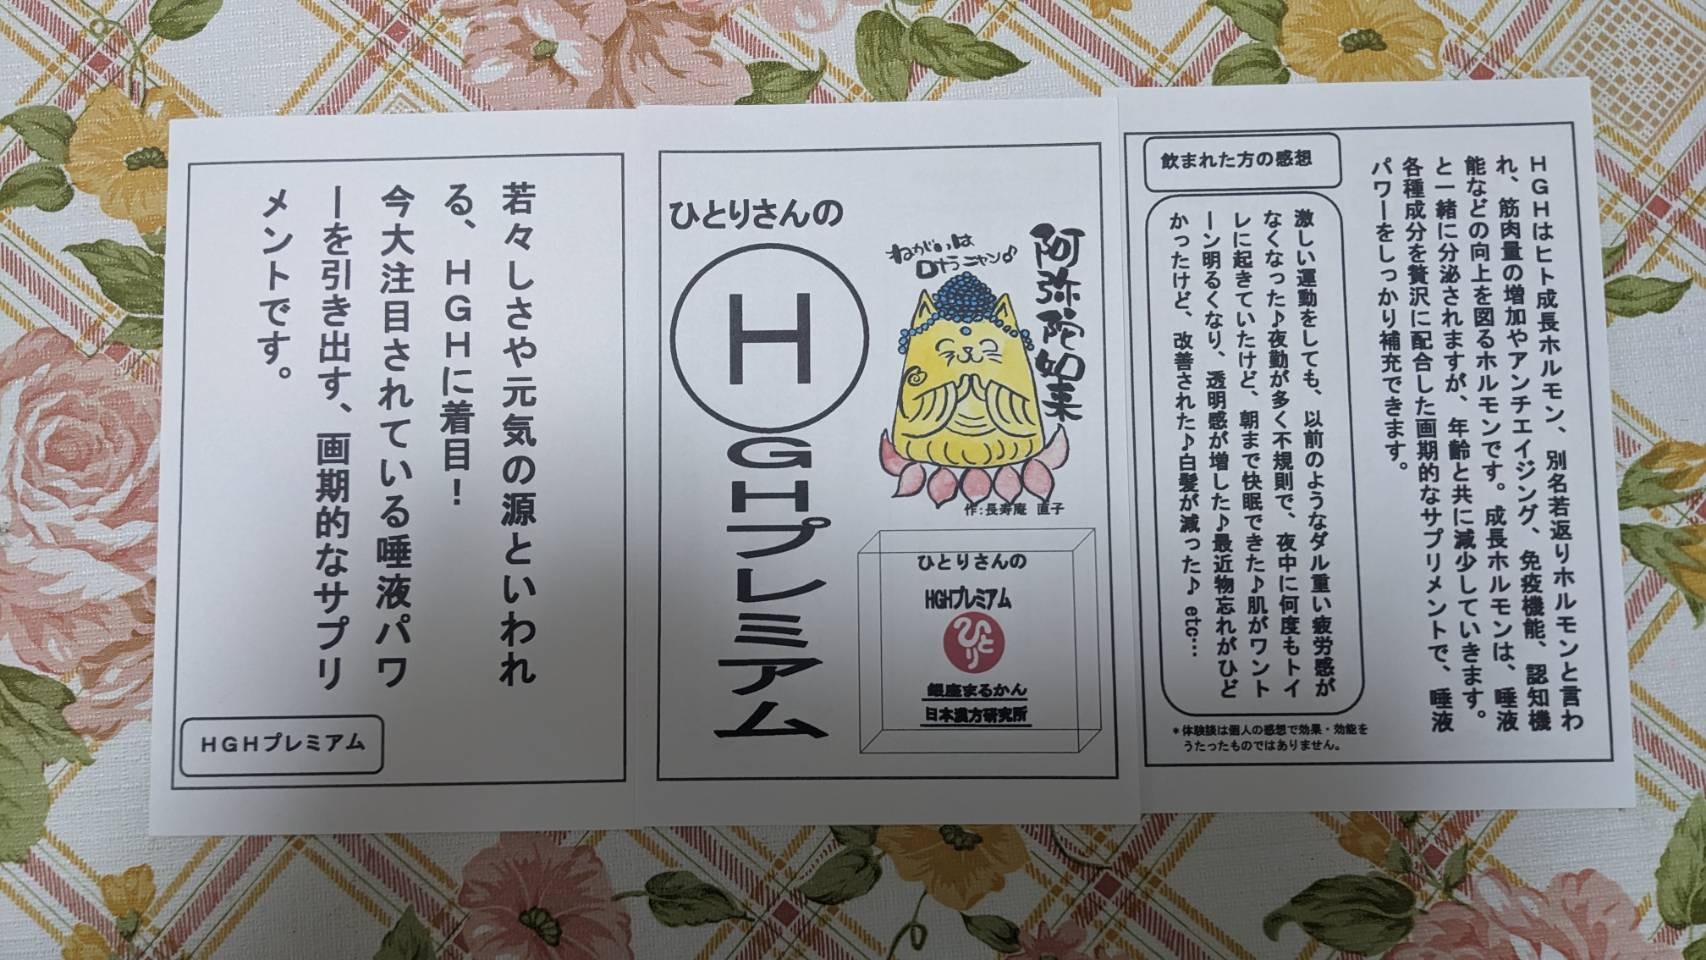 若々しさや元気の源といわれ
る、HGHに着目！
今大注目されている唾液パワ
ーを引き出す、画期的なサプリ
メントです。
HGHプレミアム
ひとりさんの
HGHプレミアム
阿弥陀如来
ねがいは
口ナラニャン♪
作:長寿庵 直子
ひとりさんの
HGHプレミアム
ひとり
銀座まるかん
日本漢方研究所
HGHはヒト成長ホルモン、別名若返りホルモンと言わ
れ、筋肉量の増加やアンチエイジング、免疫機能、認知機
能などの向上を図るホルモンです。成長ホルモンは、唾液
と一緒に分泌されますが、年齢と共に減少していきます。
各種成分を贅沢に配合した画期的なサプリメントで、唾液
パワーをしっかり補充できます。
飲まれた方の感想
激しい運動をしても、以前のようなダル重い疲労感が
なくなった♪夜勤が多く不規則で、夜中に何度もトイ
レに起きていたけど、朝まで快眠できた♪肌がワント
ーン明るくなり、透明感が増した♪最近物忘れがひど
かったけど、改善された♪白髪が減った♪ etc…
*体験談は個人の感想で効果・効能を
うたったものではありません。